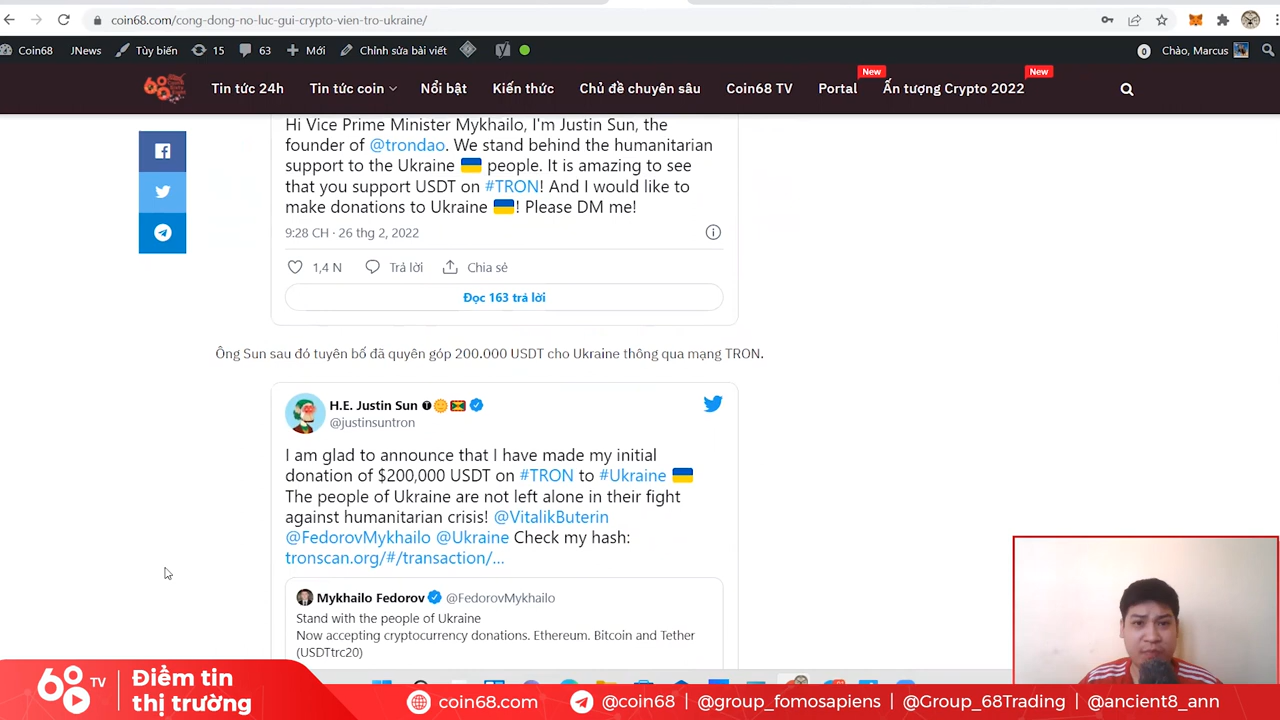 coin68.com/cong-dong-no-luc-gui-crypto-vien-tro-ukraine/
Coin68 JNews Tùy biến 15 63 Mới Chỉnh sửa bài viết 0 Chào, Marcus
Tin tức 24h Tin tức coin Nổi bật Kiến thức Chủ đề chuyên sâu Coin68 TV Portal New Ấn tượng Crypto 2022 New
Hi Vice Prime Minister Mykhailo, I'm Justin Sun, the
founder of @trondao. We stand behind the humanitarian
support to the Ukraine 🇺🇦 people. It is amazing to see
that you support USDT on #TRON! And I would like to
make donations to Ukraine 🇺🇦! Please DM me!
9:28 CH · 26 thg 2, 2022
1,4 N Trả lời Chia sẻ
Đọc 163 trả lời
Ông Sun sau đó tuyên bố đã quyên góp 200.000 USDT cho Ukraine thông qua mạng TRON.
H.E. Justin Sun 🅣🌞🇬🇩
@justinsuntron
I am glad to announce that I have made my initial
donation of $200,000 USDT on #TRON to #Ukraine 🇺🇦
The people of Ukraine are not left alone in their fight
against humanitarian crisis! @VitalikButerin
@FedorovMykhailo @Ukraine Check my hash:
tronscan.org/#/transaction/...
Mykhailo Fedorov @FedorovMykhailo
Stand with the people of Ukraine
Now accepting cryptocurrency donations. Ethereum. Bitcoin and Tether
(USDTtrc20)
68 TV
Điểm tin
thị trường
coin68.com @coin68 | @group_fomosapiens | @Group_68Trading | @ancient8_ann